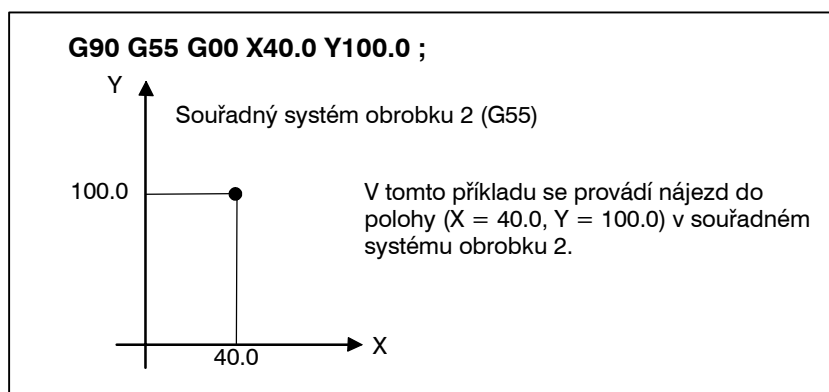 G90 G55 G00 X40.0 Y100.0 ;
Y
Souřadný systém obrobku 2 (G55)
100.0
V tomto příkladu se provádí nájezd do
polohy (X = 40.0, Y = 100.0) v souřadném
systému obrobku 2.
X
40.0